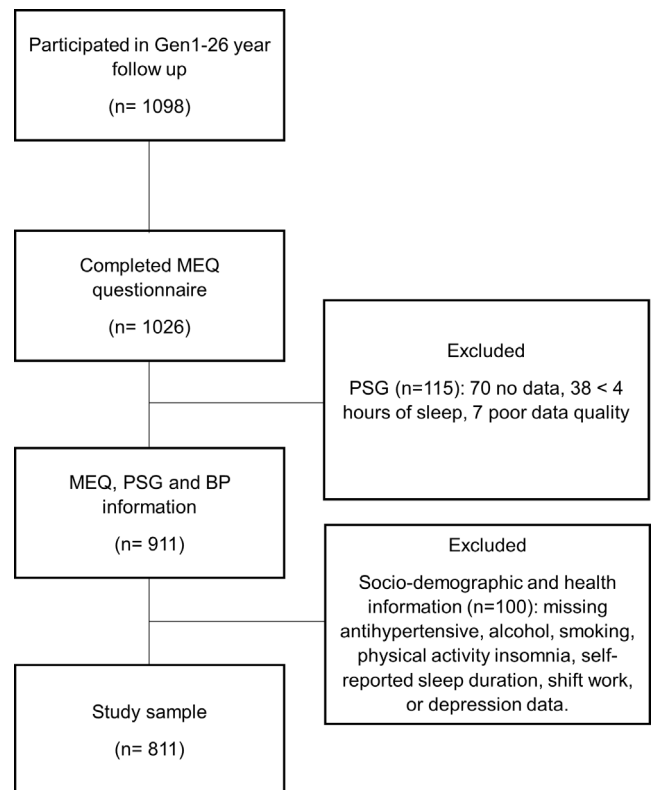 Participated in Gen1-26 year
follow up
(n= 1098)
Completed MEQ
questionnaire
(n= 1026)
Excluded
PSG (n=115): 70 no data, 38 < 4
hours of sleep, 7 poor data quality
MEQ, PSG and BP
information
(n= 911)
Excluded
Socio-demographic and health
information (n=100): missing
antihypertensive, alcohol, smoking,
physical activity insomnia, self-
reported sleep duration, shift work,
or depression data.
Study sample
(n= 811)